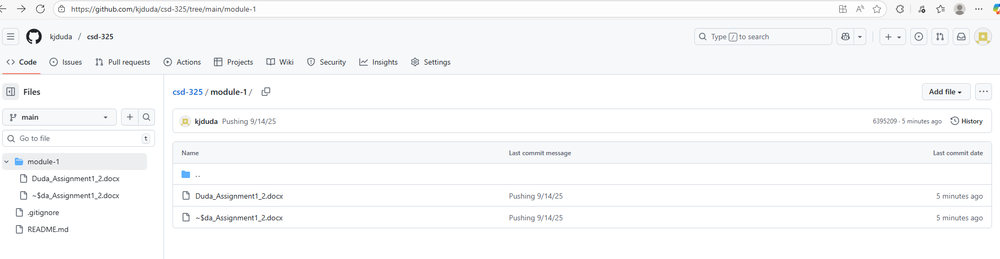 https://github.com/kjduda/csd-325/tree/main/module-1
kjduda / csd-325
Type / to search
Code Issues Pull requests Actions Projects Wiki Security Insights Settings
Files
main
Go to file t
module-1
Duda_Assignment1_2.docx
~$da_Assignment1_2.docx
.gitignore
README.md
csd-325 / module-1 /
Add file
kjduda Pushing 9/14/25 6395209 · 5 minutes ago History
Name Last commit message Last commit date
..
Duda_Assignment1_2.docx Pushing 9/14/25 5 minutes ago
~$da_Assignment1_2.docx Pushing 9/14/25 5 minutes ago